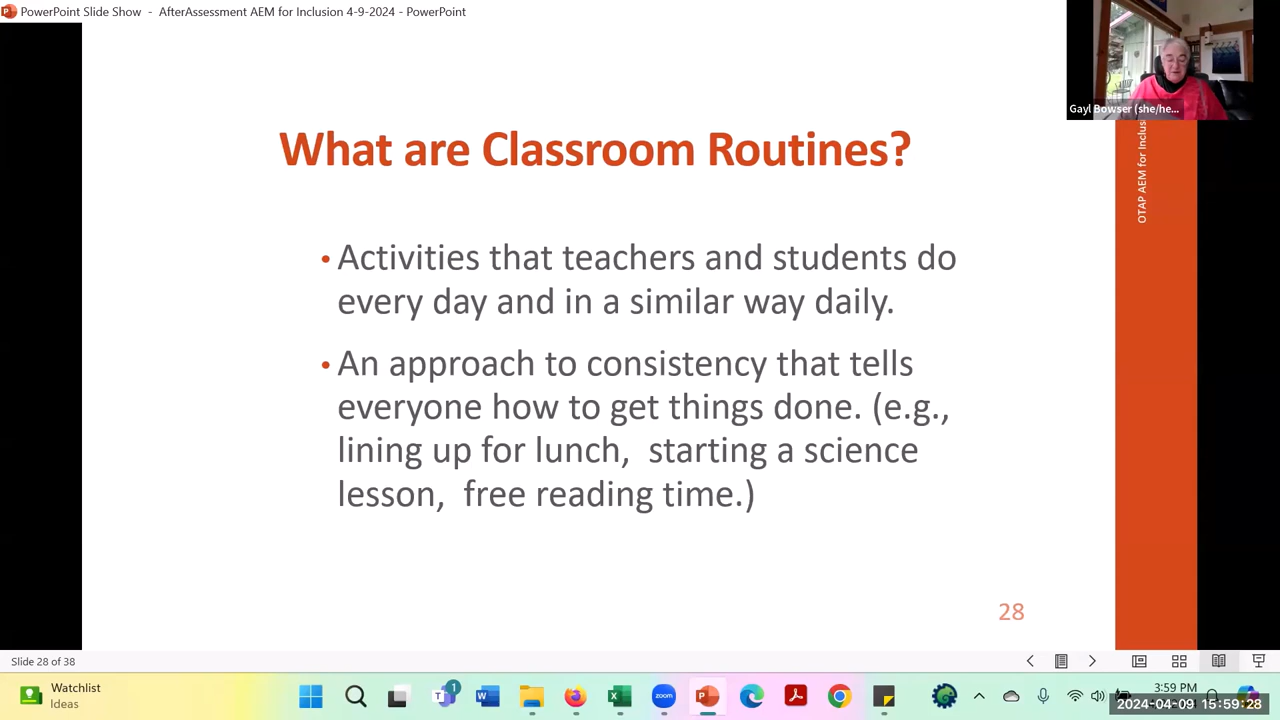 PowerPoint Slide Show - AfterAssessment AEM for Inclusion 4-9-2024 - PowerPoint
Gayl Bowser (she/he...
What are Classroom Routines?
OTAP AEM for Inclus
• Activities that teachers and students do
every day and in a similar way daily.
• An approach to consistency that tells
everyone how to get things done. (e.g.,
lining up for lunch, starting a science
lesson, free reading time.)
28
Slide 28 of 38
Watchlist
Ideas
1
zoom
3:59 PM
2024-04-09 15:59:28